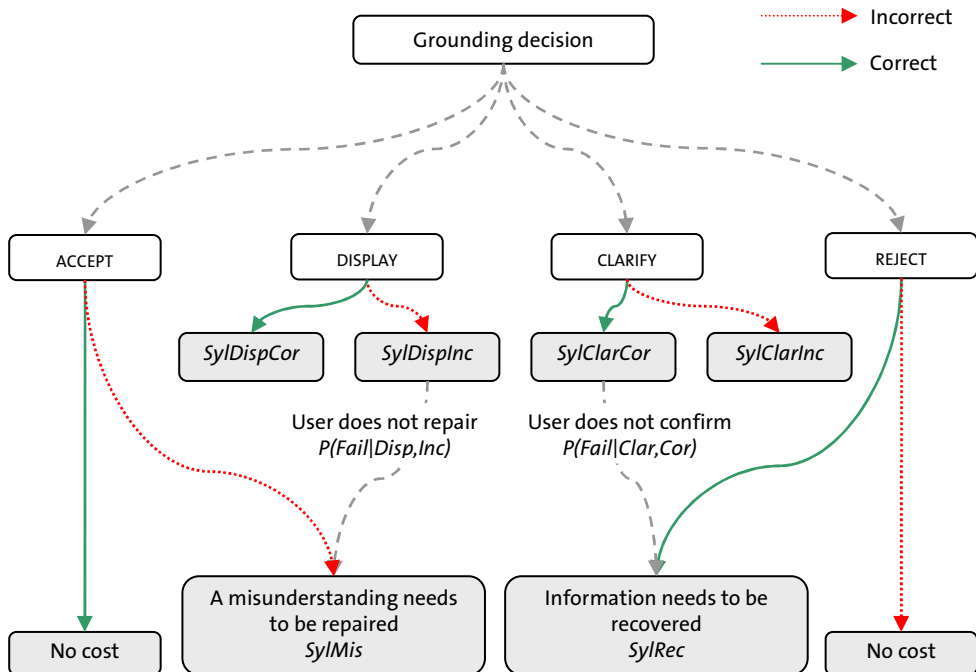 Grounding decision
Incorrect
Correct
ACCEPT
DISPLAY
CLARIFY
REJECT
SylDispCor
SylDispInc
SylClarCor
SylClarInc
User does not repair
P(Fail|Disp,Inc)
User does not confirm
P(Fail|Clar,Cor)
A misunderstanding needs
to be repaired
SylMis
Information needs to be
recovered
SylRec
No cost
No cost